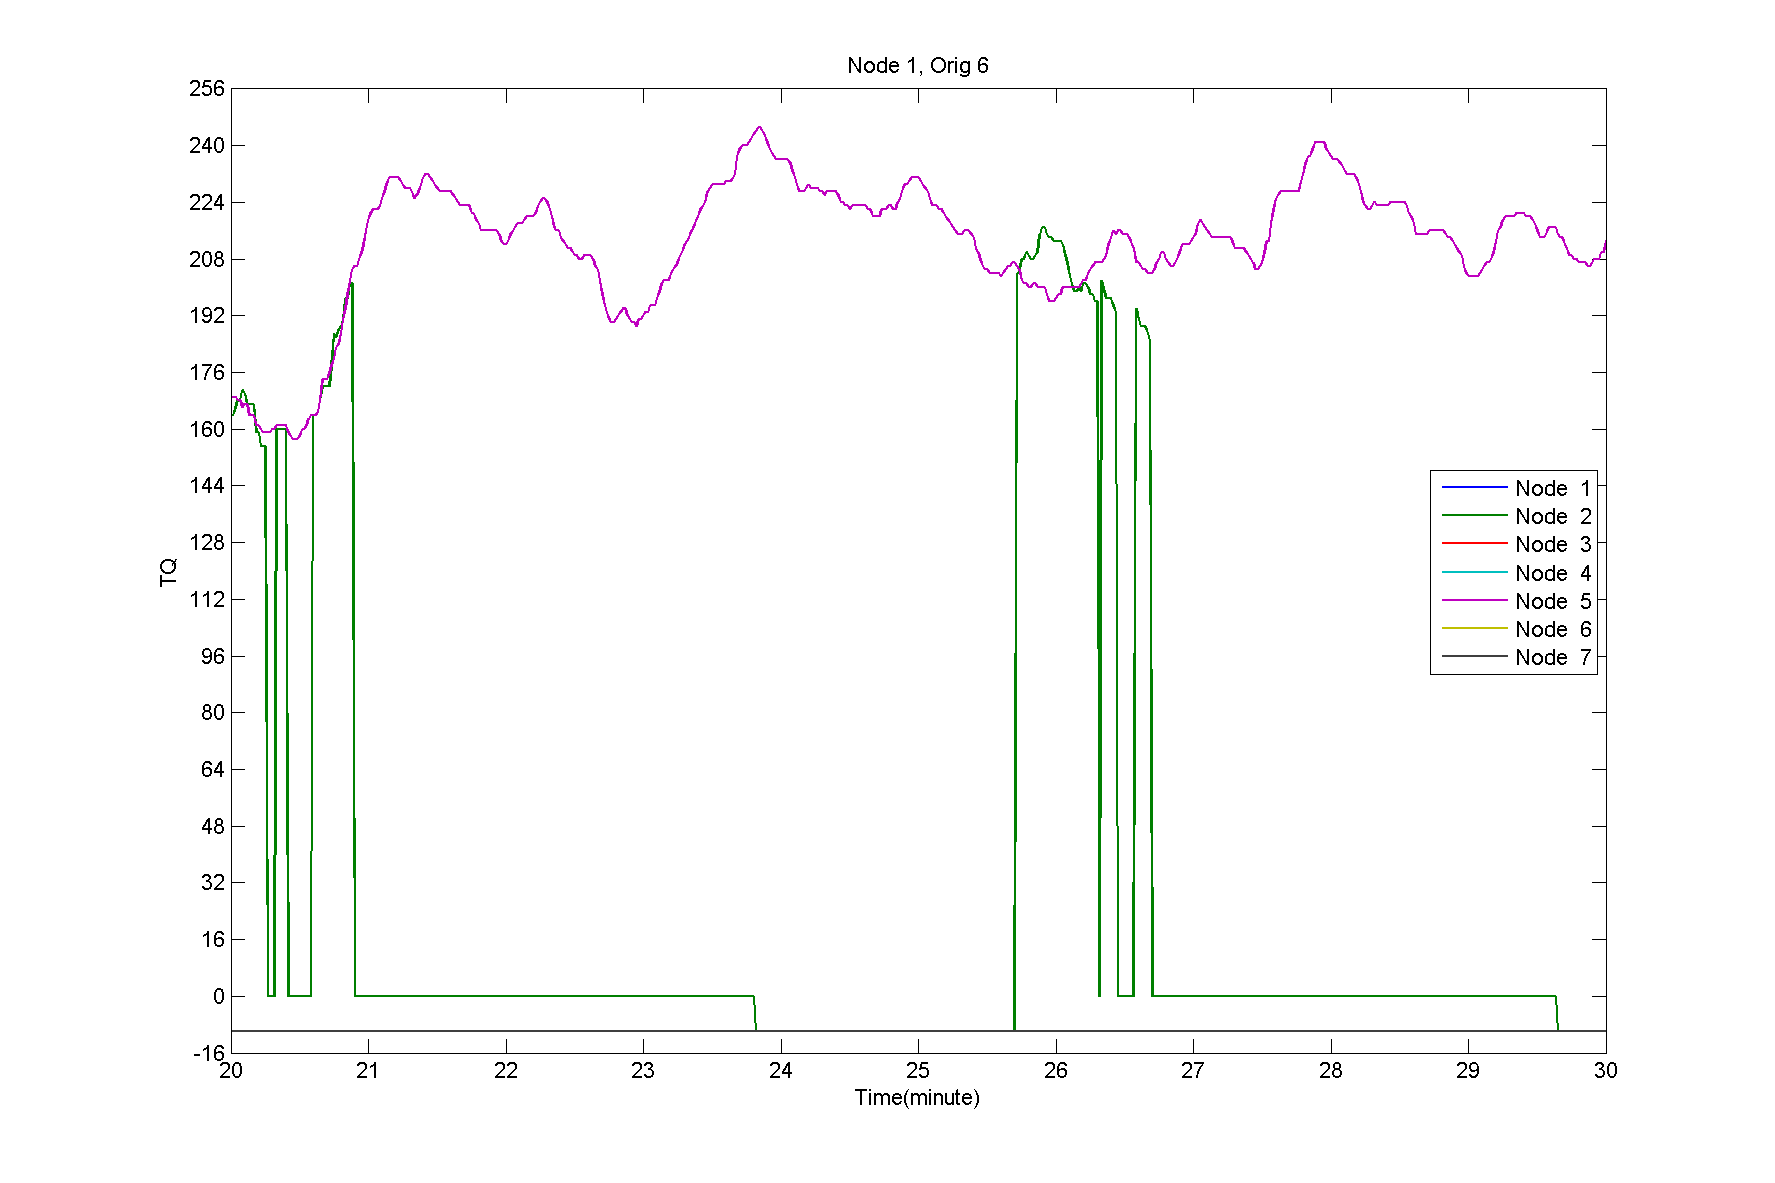 Node 1, Orig 6
256
240
224
208
192
176
160
144
128
112
96
80
64
48
32
16
0
-16
TQ
Node 1
Node 2
Node 3
Node 4
Node 5
Node 6
Node 7
20 21 22 23 24 25 26 27 28 29 30
Time(minute)